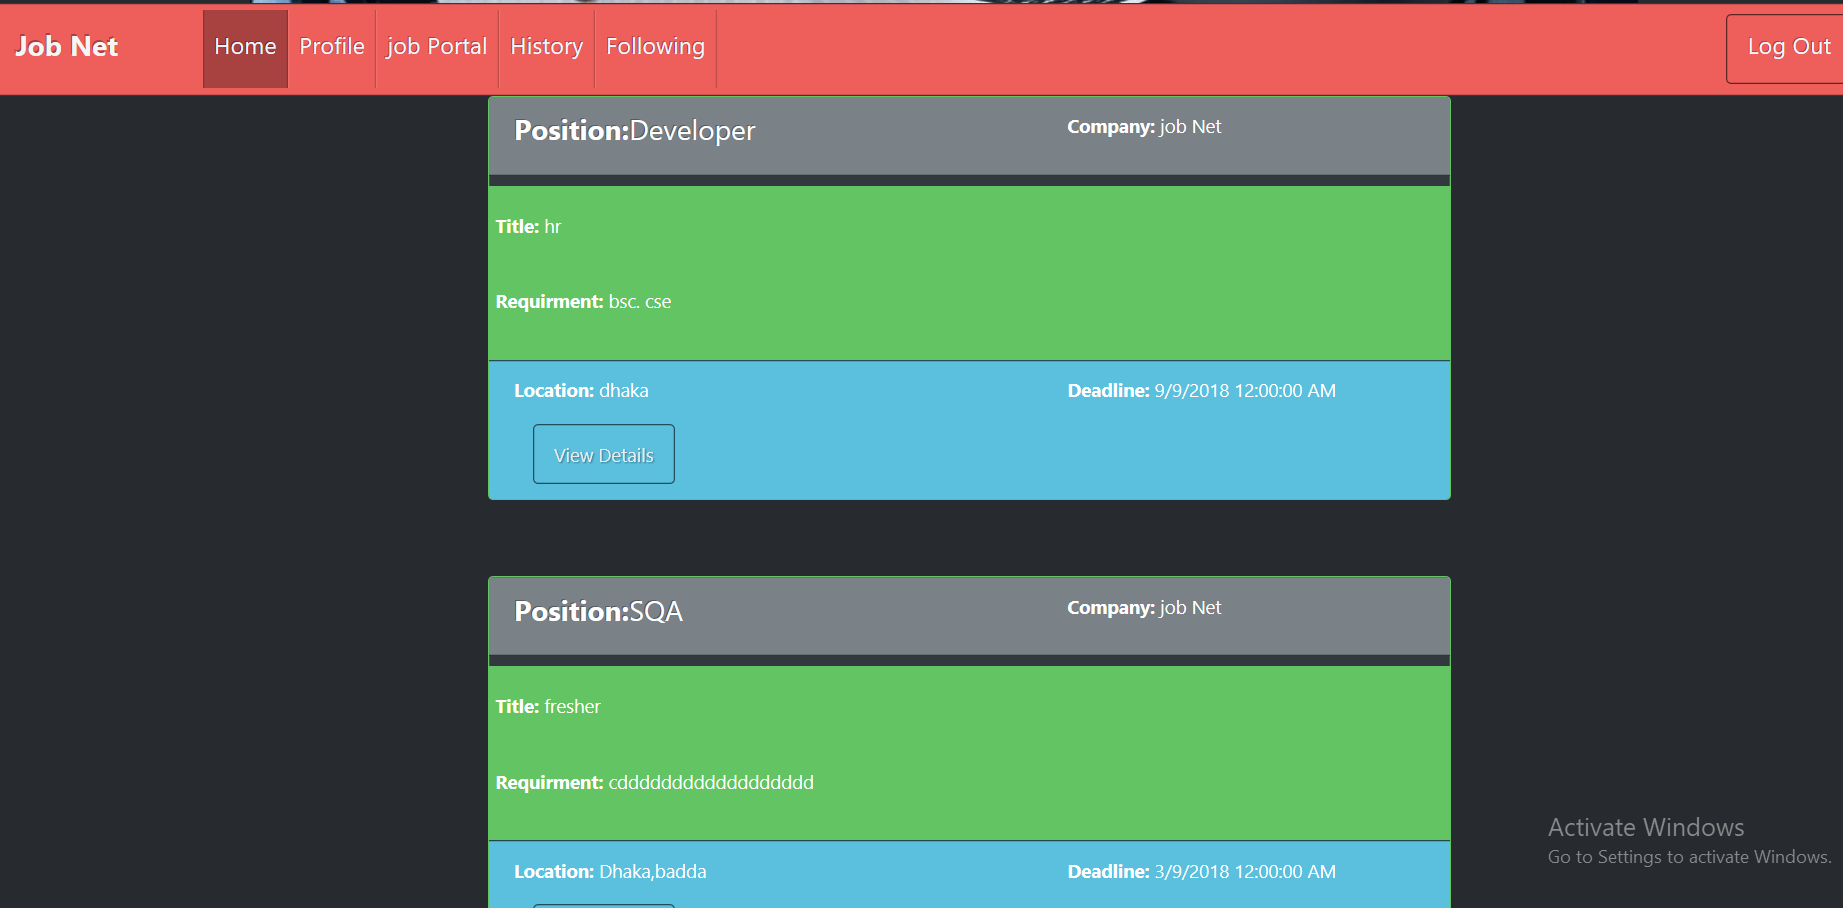 Job Net Home Profile job Portal History Following Log Out
Position:Developer Company: job Net
Title: hr
Requirment: bsc. cse
Location: dhaka Deadline: 9/9/2018 12:00:00 AM
View Details
Position:SQA Company: job Net
Title: fresher
Requirment: cdddddddddddddddddd
Location: Dhaka,badda Deadline: 3/9/2018 12:00:00 AM
Activate Windows
Go to Settings to activate Windows.